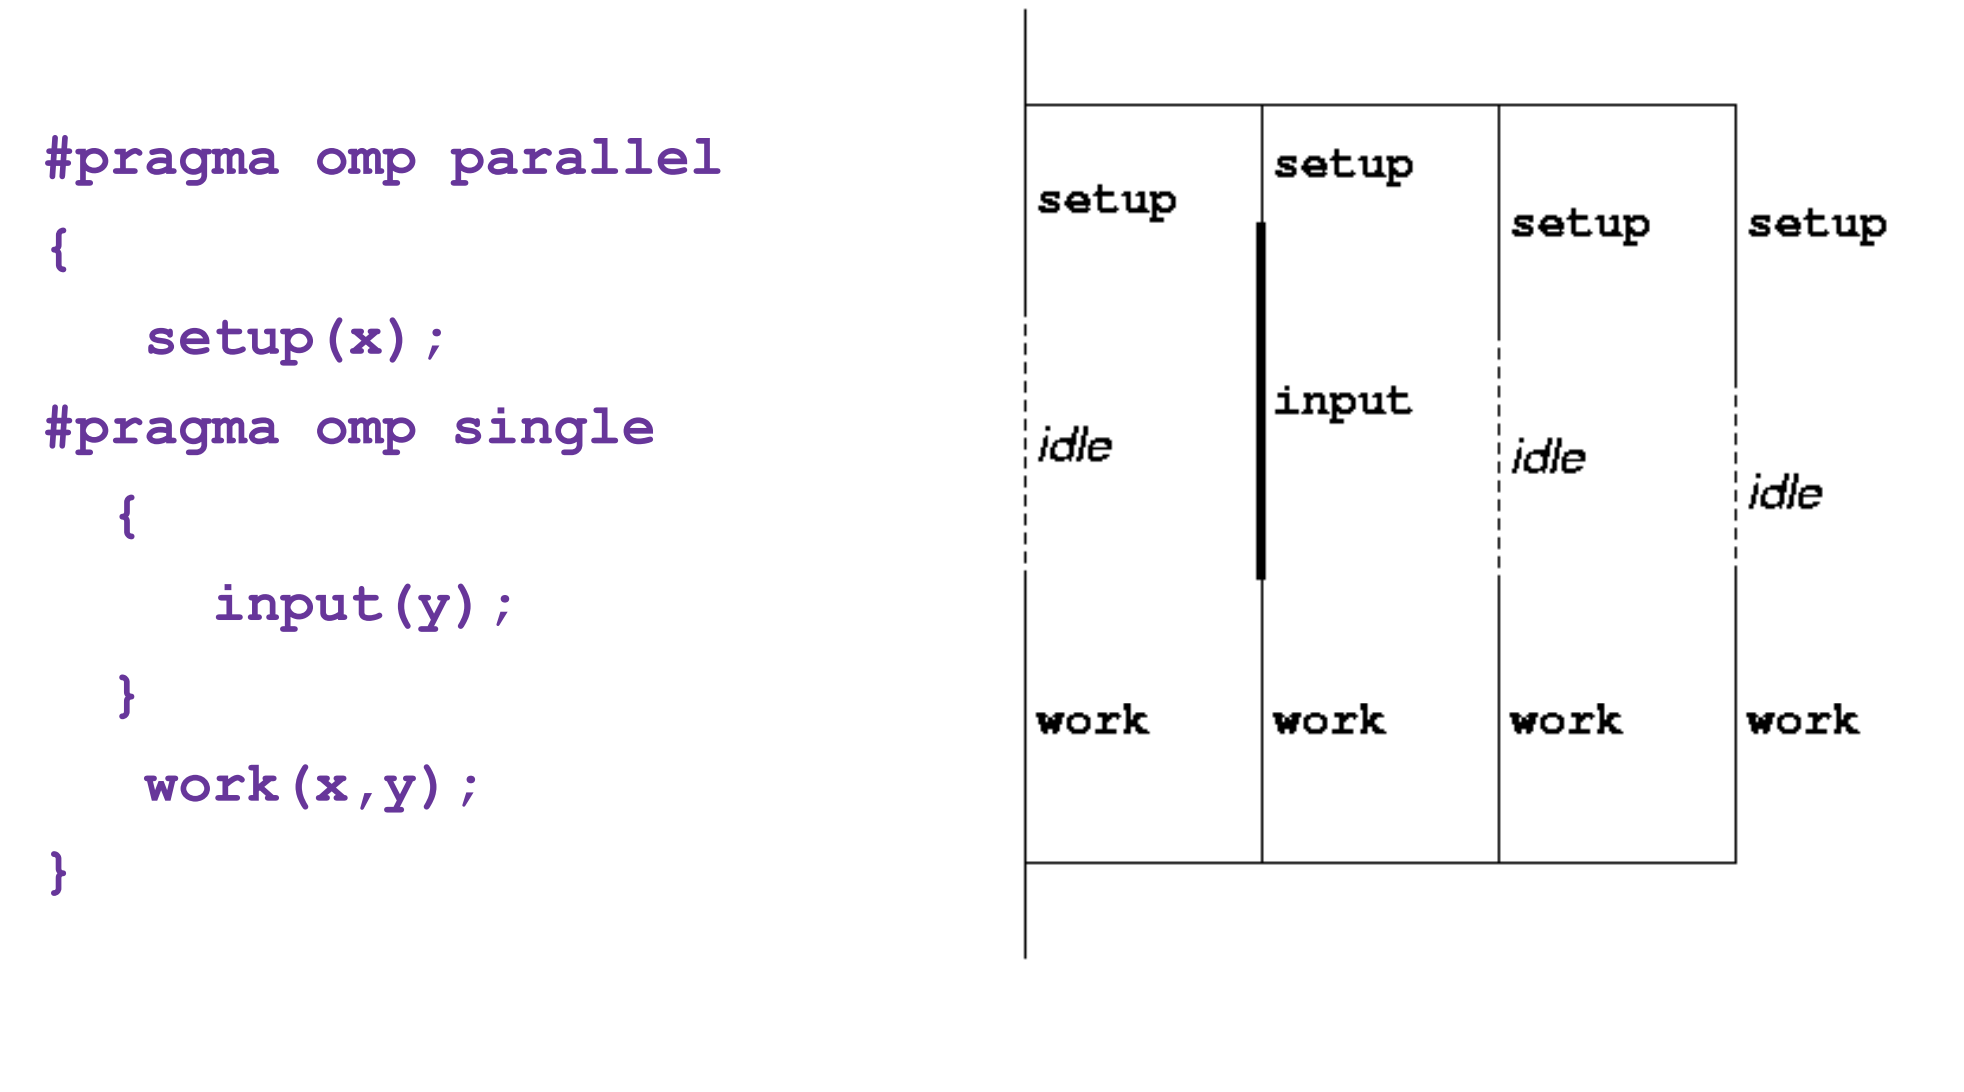 #pragma omp parallel
{
setup(x);
#pragma omp single
{
input(y);
}
work(x,y);
}
setup
setup
setup
setup
input
idle
idle
idle
work
work
work
work